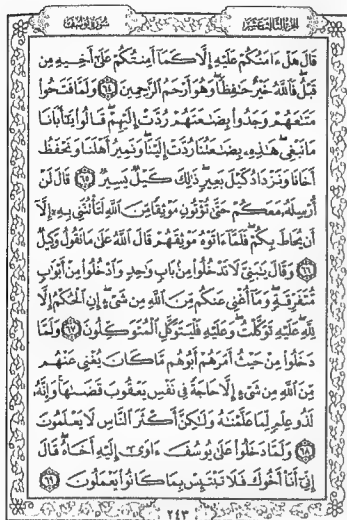 الجزء الثالث عشر سورة يوسف
قَالَ هَلْ ءَامَنُكُمْ عَلَيْهِ إِلَّا كَمَآ أَمِنتُكُمْ عَلَىٰٓ أَخِيهِ مِن
قَبْلُ فَٱللَّهُ خَيْرٌ حَٰفِظًا وَهُوَ أَرْحَمُ ٱلرَّٰحِمِينَ ٦٤ وَلَمَّا فَتَحُوا۟
مَتَٰعَهُمْ وَجَدُوا۟ بِضَٰعَتَهُمْ رُدَّتْ إِلَيْهِمْ قَالُوا۟ يَٰٓأَبَانَا
مَا نَبْغِى هَٰذِهِۦ بِضَٰعَتُنَا رُدَّتْ إِلَيْنَا وَنَمِيرُ أَهْلَنَا وَنَحْفَظُ
أَخَانَا وَنَزْدَادُ كَيْلَ بَعِيرٍ ذَٰلِكَ كَيْلٌ يَسِيرٌ ٦٥ قَالَ لَنْ
أُرْسِلَهُۥ مَعَكُمْ حَتَّىٰ تُؤْتُونِ مَوْثِقًا مِّنَ ٱللَّهِ لَتَأْتُنَّنِى بِهِۦٓ إِلَّآ
أَن يُحَاطَ بِكُمْ فَلَمَّآ ءَاتَوْهُ مَوْثِقَهُمْ قَالَ ٱللَّهُ عَلَىٰ مَا نَقُولُ وَكِيلٌ
٦٦ وَقَالَ يَٰبَنِىَّ لَا تَدْخُلُوا۟ مِنۢ بَابٍ وَٰحِدٍ وَٱدْخُلُوا۟ مِنْ أَبْوَٰبٍ
مُّتَفَرِّقَةٍ وَمَآ أُغْنِى عَنكُم مِّنَ ٱللَّهِ مِن شَىْءٍ إِنِ ٱلْحُكْمُ إِلَّا
لِلَّهِ عَلَيْهِ تَوَكَّلْتُ وَعَلَيْهِ فَلْيَتَوَكَّلِ ٱلْمُتَوَكِّلُونَ ٦٧ وَلَمَّا
دَخَلُوا۟ مِنْ حَيْثُ أَمَرَهُمْ أَبُوهُم مَّا كَانَ يُغْنِى عَنْهُم
مِّنَ ٱللَّهِ مِن شَىْءٍ إِلَّا حَاجَةً فِى نَفْسِ يَعْقُوبَ قَضَىٰهَا وَإِنَّهُۥ
لَذُو عِلْمٍ لِّمَا عَلَّمْنَٰهُ وَلَٰكِنَّ أَكْثَرَ ٱلنَّاسِ لَا يَعْلَمُونَ
٦٨ وَلَمَّا دَخَلُوا۟ عَلَىٰ يُوسُفَ ءَاوَىٰٓ إِلَيْهِ أَخَاهُ قَالَ
إِنِّىٓ أَنَا۠ أَخُوكَ فَلَا تَبْتَئِسْ بِمَا كَانُوا۟ يَعْمَلُونَ ٦٩
٢٤٣